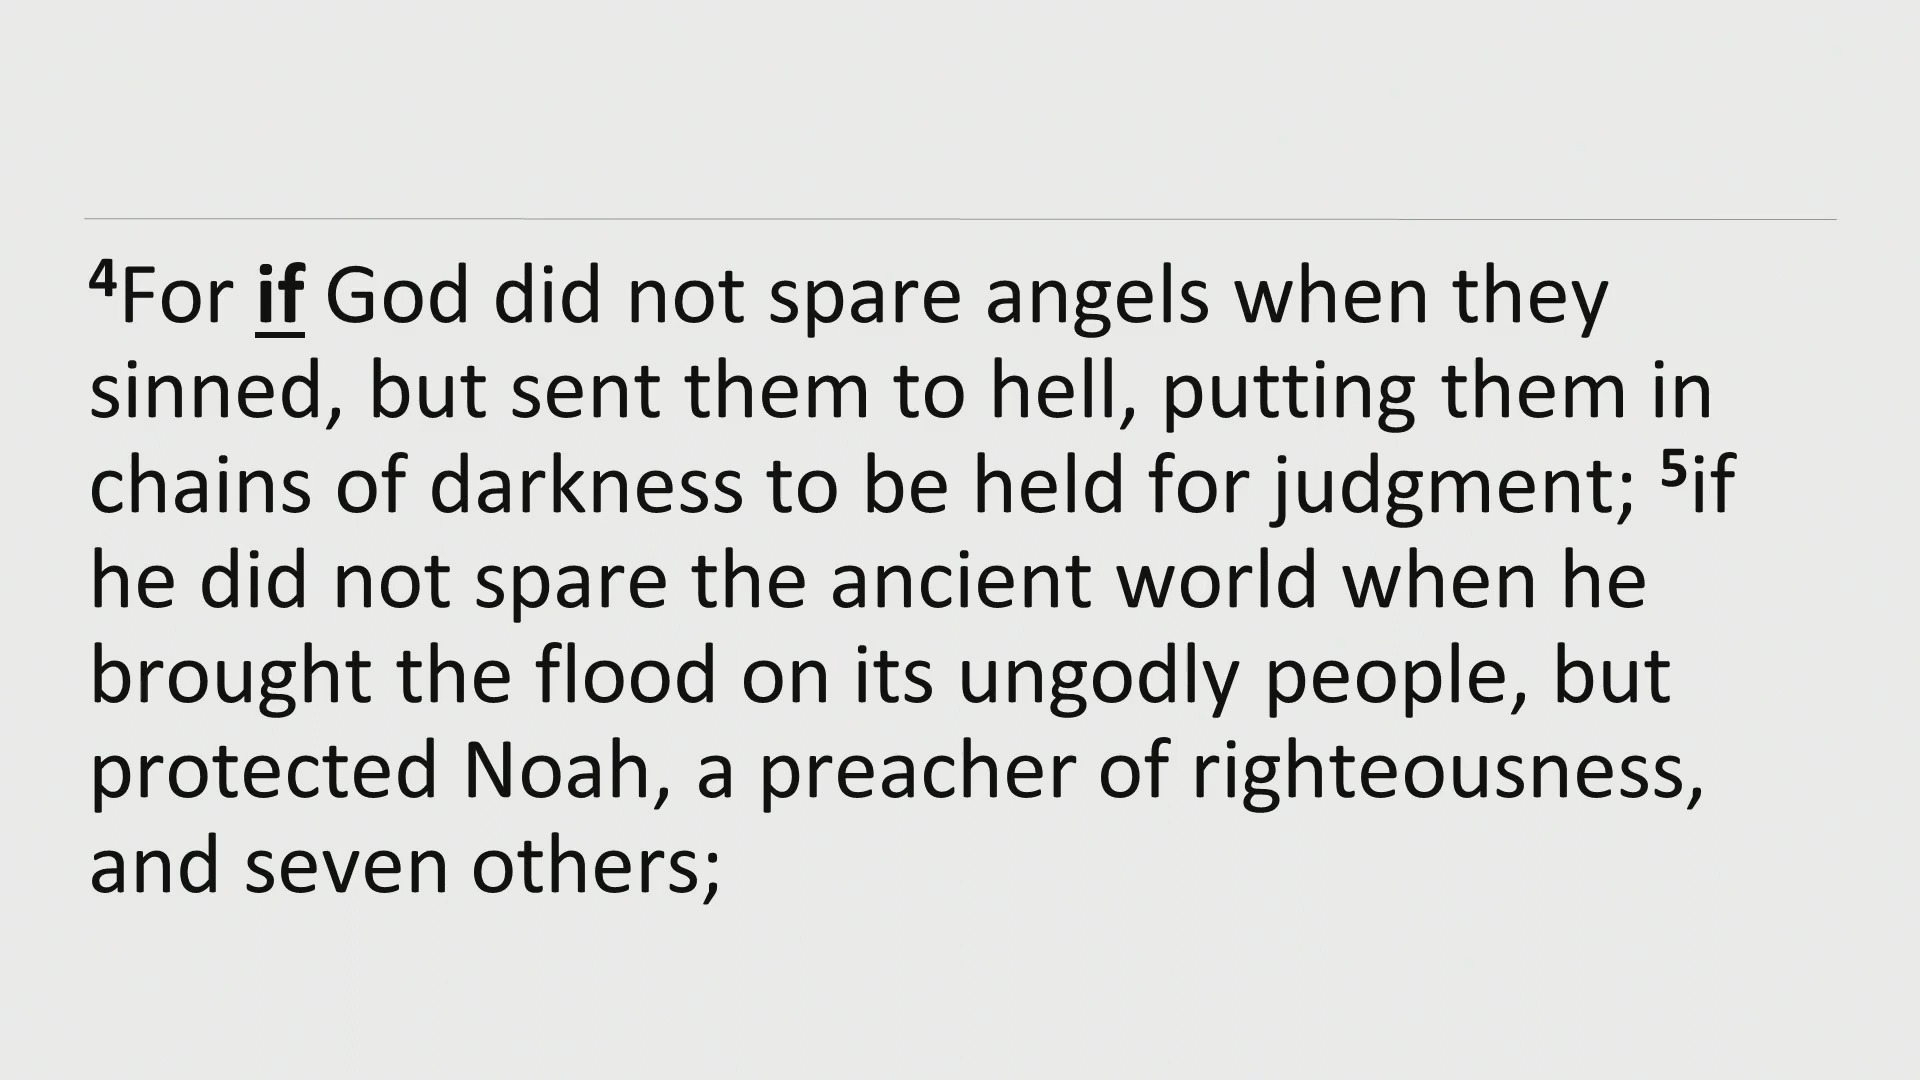 ⁴For if God did not spare angels when they
sinned, but sent them to hell, putting them in
chains of darkness to be held for judgment; ⁵if
he did not spare the ancient world when he
brought the flood on its ungodly people, but
protected Noah, a preacher of righteousness,
and seven others;